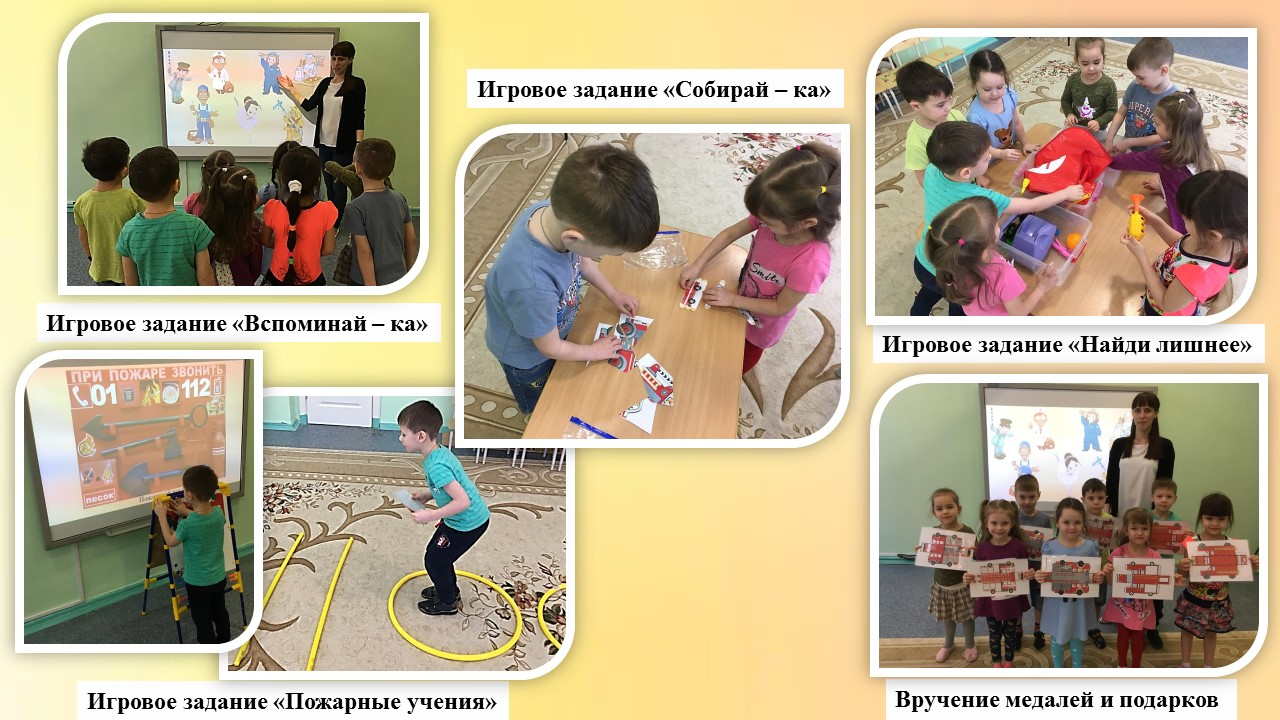 Игровое задание «Собирай – ка»
Игровое задание «Вспоминай – ка»
Игровое задание «Найди лишнее»
ПРИ ПОЖАРЕ ЗВОНИТЬ
01 112
песок
Smile
Игровое задание «Пожарные учения»
Вручение медалей и подарков